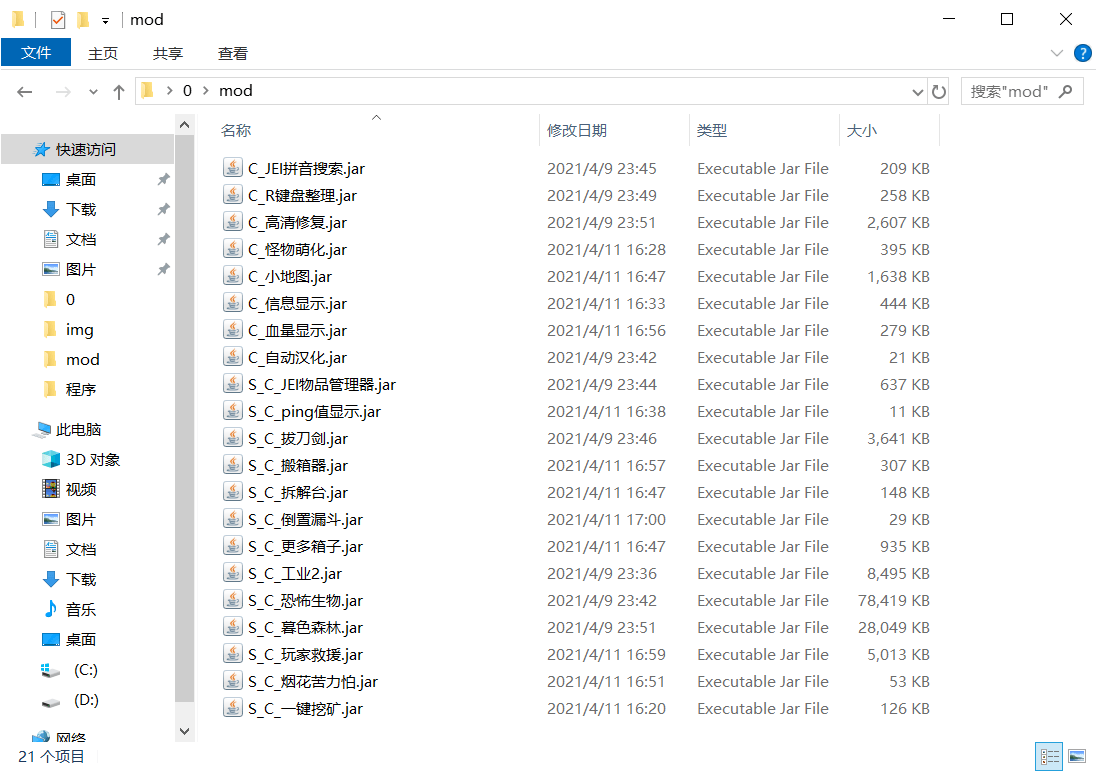 mod
文件 主页 共享 查看
0 mod 搜索"mod"
名称 修改日期 类型 大小
快速访问
桌面
下载
文档
图片
0
img
mod
程序
此电脑
3D 对象
视频
图片
文档
下载
音乐
桌面
(C:)
(D:)
网络
C_JEI拼音搜索.jar 2021/4/9 23:45 Executable Jar File 209 KB
C_R键盘整理.jar 2021/4/9 23:49 Executable Jar File 258 KB
C_高清修复.jar 2021/4/9 23:51 Executable Jar File 2,607 KB
C_怪物萌化.jar 2021/4/11 16:28 Executable Jar File 395 KB
C_小地图.jar 2021/4/11 16:47 Executable Jar File 1,638 KB
C_信息显示.jar 2021/4/11 16:33 Executable Jar File 444 KB
C_血量显示.jar 2021/4/11 16:56 Executable Jar File 279 KB
C_自动汉化.jar 2021/4/9 23:42 Executable Jar File 21 KB
S_C_JEI物品管理器.jar 2021/4/9 23:44 Executable Jar File 637 KB
S_C_ping值显示.jar 2021/4/11 16:38 Executable Jar File 11 KB
S_C_拔刀剑.jar 2021/4/9 23:46 Executable Jar File 3,641 KB
S_C_搬箱器.jar 2021/4/11 16:57 Executable Jar File 307 KB
S_C_拆解台.jar 2021/4/11 16:47 Executable Jar File 148 KB
S_C_倒置漏斗.jar 2021/4/11 17:00 Executable Jar File 29 KB
S_C_更多箱子.jar 2021/4/11 16:47 Executable Jar File 935 KB
S_C_工业2.jar 2021/4/9 23:36 Executable Jar File 8,495 KB
S_C_恐怖生物.jar 2021/4/9 23:42 Executable Jar File 78,419 KB
S_C_暮色森林.jar 2021/4/9 23:51 Executable Jar File 28,049 KB
S_C_玩家救援.jar 2021/4/11 16:59 Executable Jar File 5,013 KB
S_C_烟花苦力怕.jar 2021/4/11 16:51 Executable Jar File 53 KB
S_C_一键挖矿.jar 2021/4/11 16:20 Executable Jar File 126 KB
21 个项目